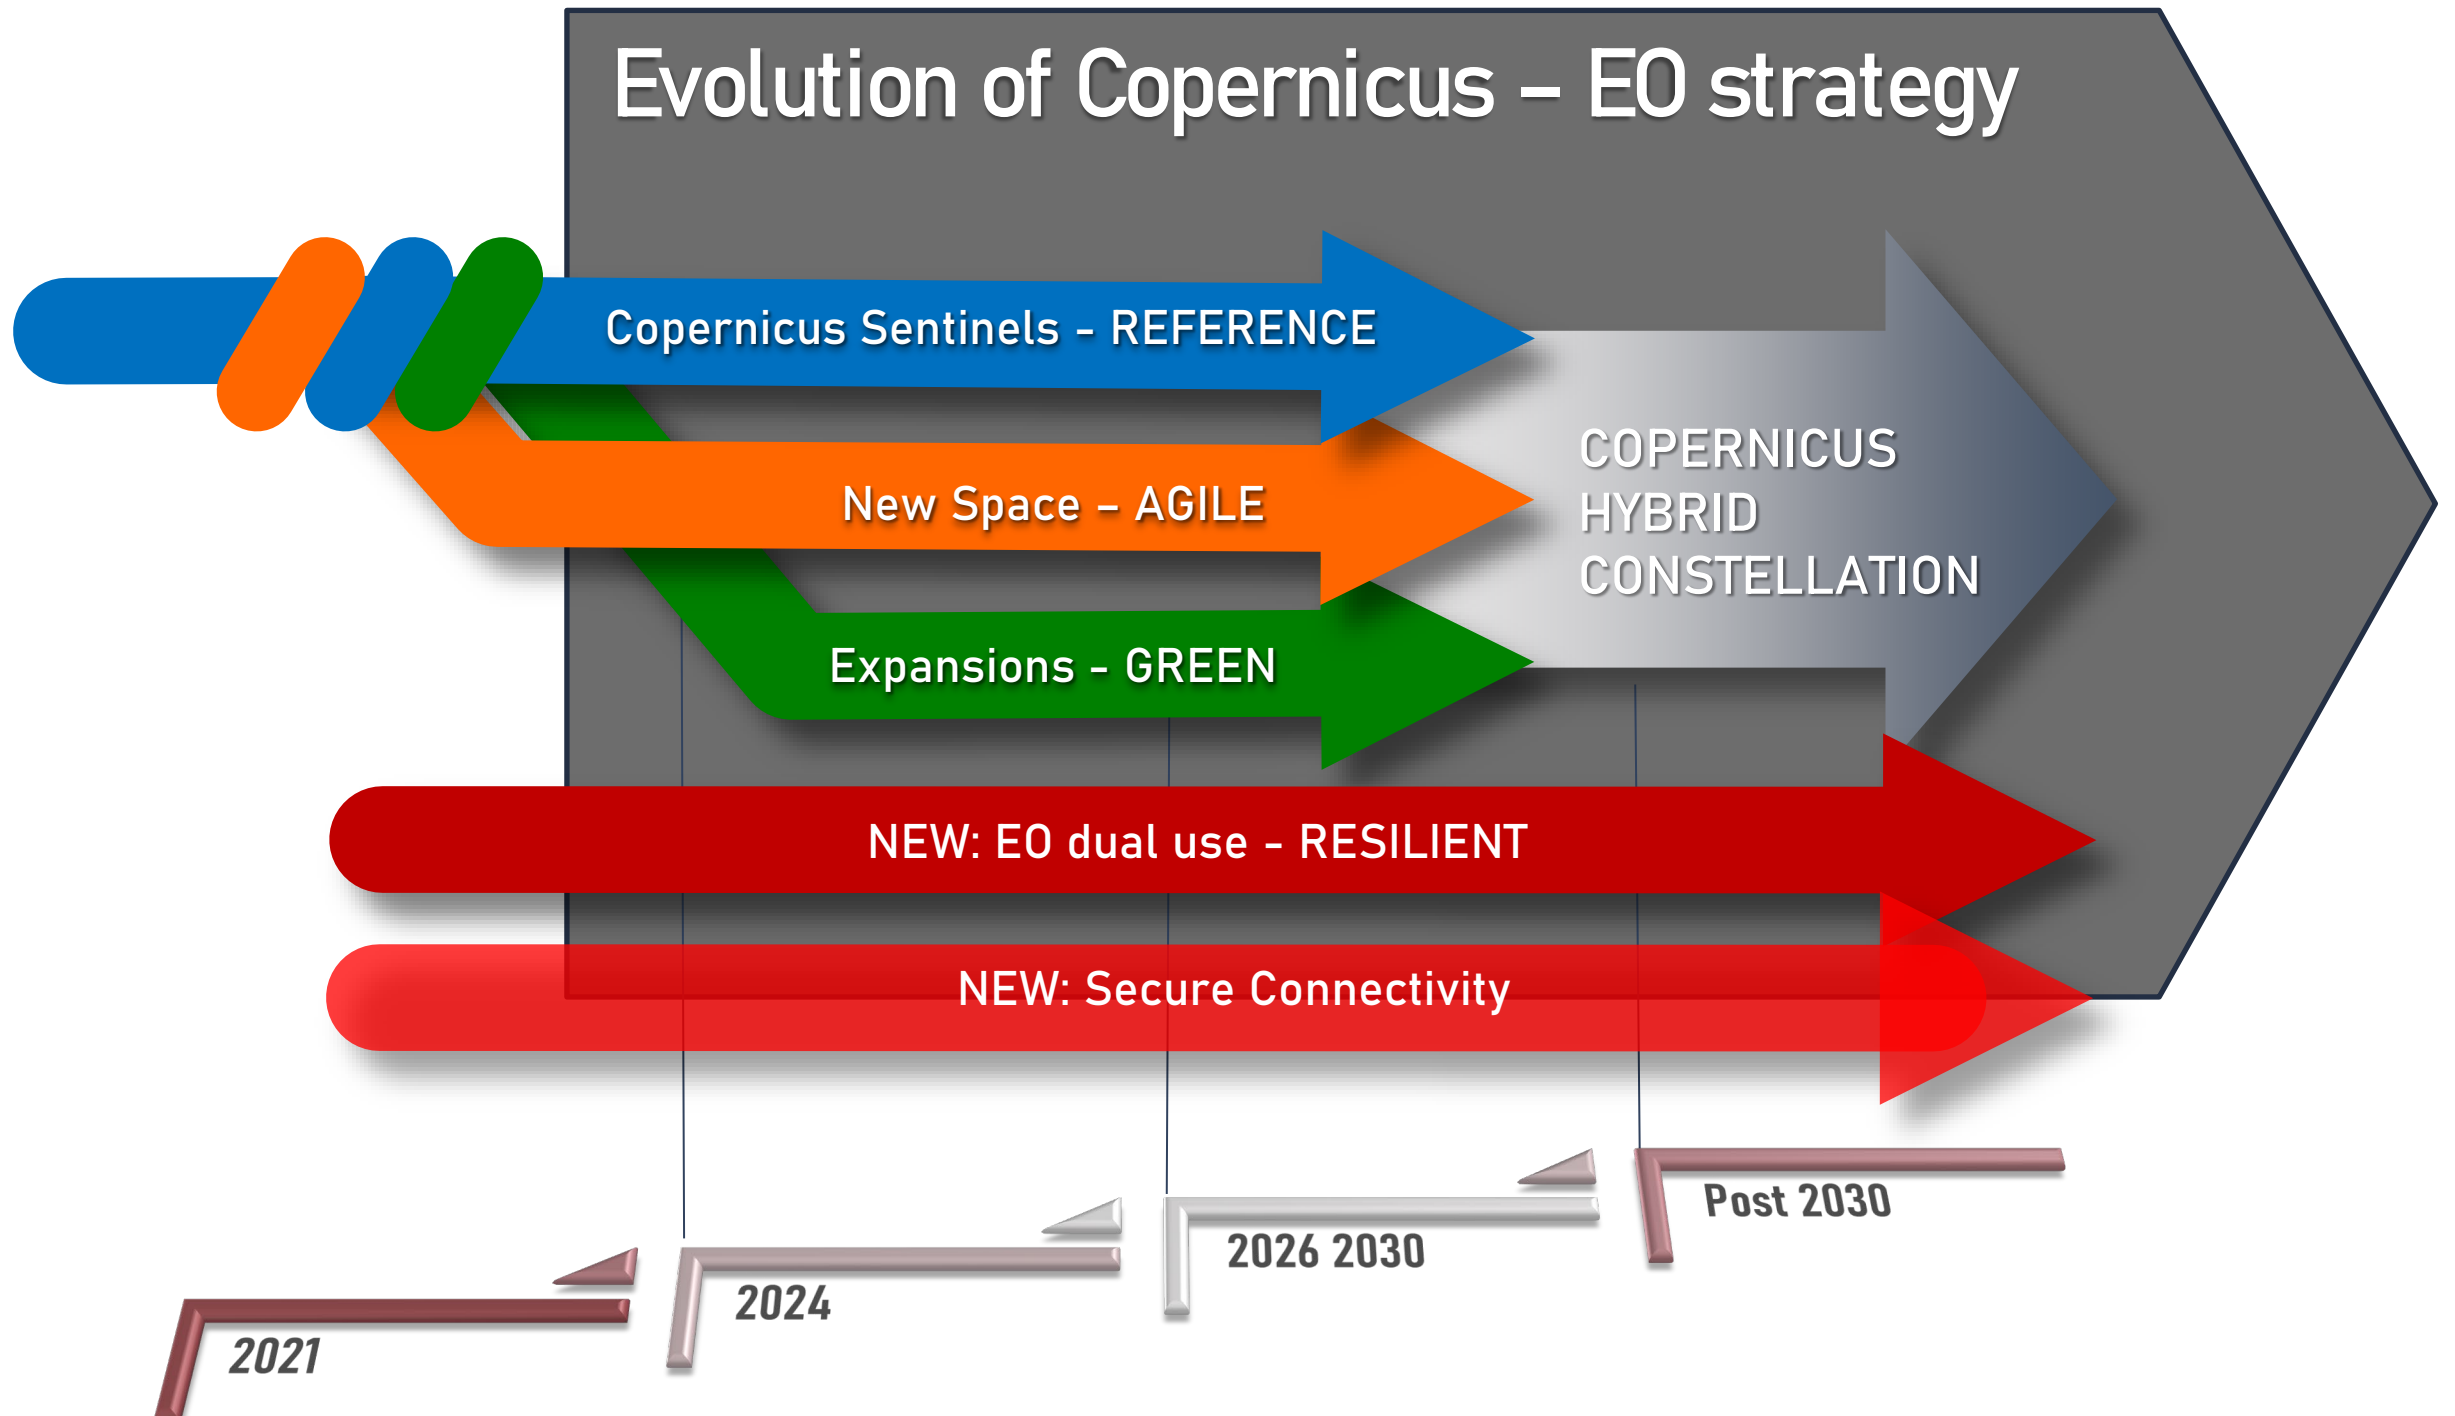 Evolution of Copernicus – EO strategy
Copernicus Sentinels - REFERENCE
New Space – AGILE
Expansions - GREEN
COPERNICUS
HYBRID
CONSTELLATION
NEW: EO dual use - RESILIENT
NEW: Secure Connectivity
2021
2024
2026 2030
Post 2030